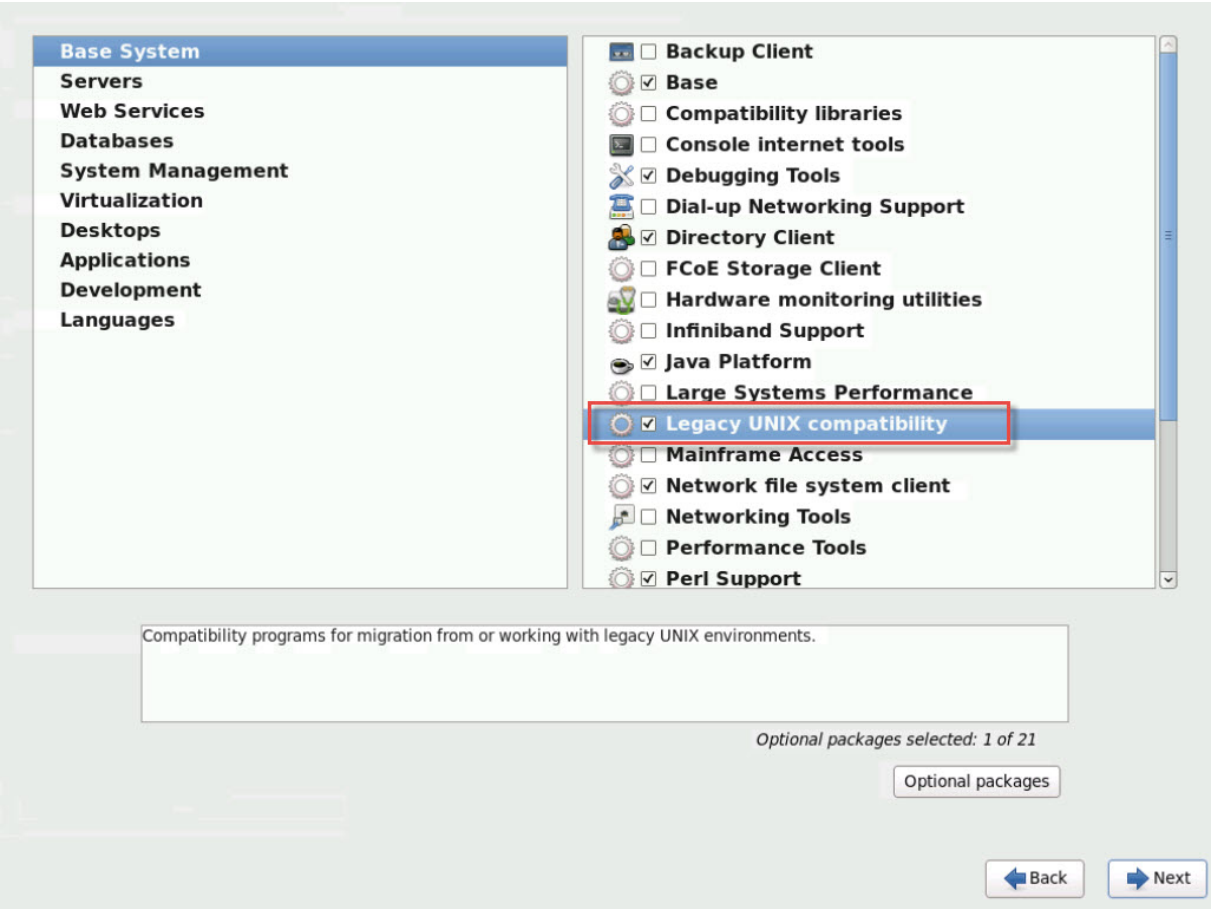 Base System
Servers
Web Services
Databases
System Management
Virtualization
Desktops
Applications
Development
Languages
Backup Client
Base
Compatibility libraries
Console internet tools
Debugging Tools
Dial-up Networking Support
Directory Client
FCoE Storage Client
Hardware monitoring utilities
Infiniband Support
Java Platform
Large Systems Performance
Legacy UNIX compatibility
Mainframe Access
Network file system client
Networking Tools
Performance Tools
Perl Support
Compatibility programs for migration from or working with legacy UNIX environments.
Optional packages selected: 1 of 21
Optional packages
Back
Next